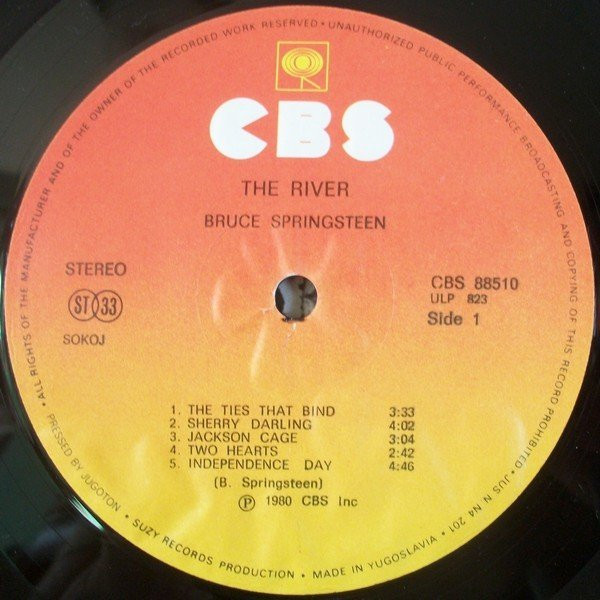 • ALL RIGHTS OF THE MANUFACTURER AND OF THE OWNER OF THE RECORDED WORK RESERVED • UNAUTHORIZED PUBLIC PERFORMANCE BROADCASTING AND COPYING OF THIS RECORD PROHIBITED •
CBS
THE RIVER
BRUCE SPRINGSTEEN
STEREO
ST 33
SOKOJ
CBS 88510
ULP 823
Side 1
1. THE TIES THAT BIND 3:33
2. SHERRY DARLING 4:02
3. JACKSON CAGE 3:04
4. TWO HEARTS 2:42
5. INDEPENDENCE DAY 4:46
(B. Springsteen)
Ⓟ 1980 CBS Inc
PRESSED BY JUGOTON • SUZY RECORDS PRODUCTION • MADE IN YUGOSLAVIA • JUS N N4 201